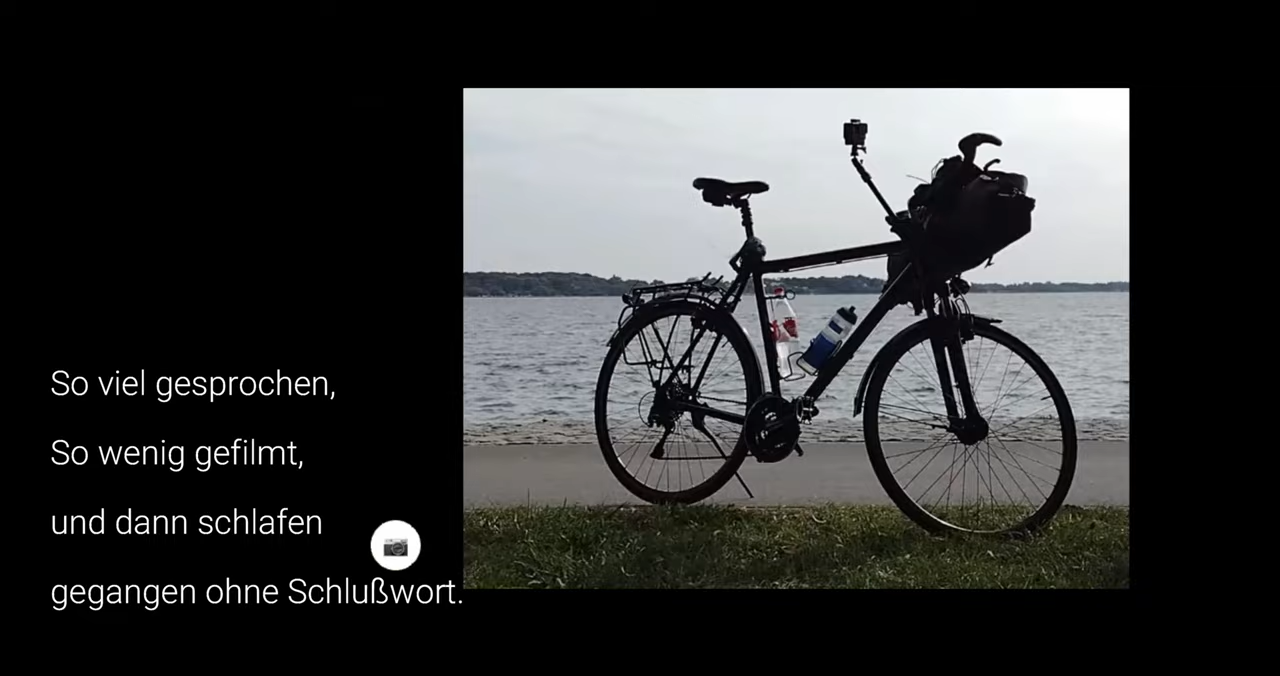 So viel gesprochen,
So wenig gefilmt,
und dann schlafen
gegangen ohne Schlußwort.